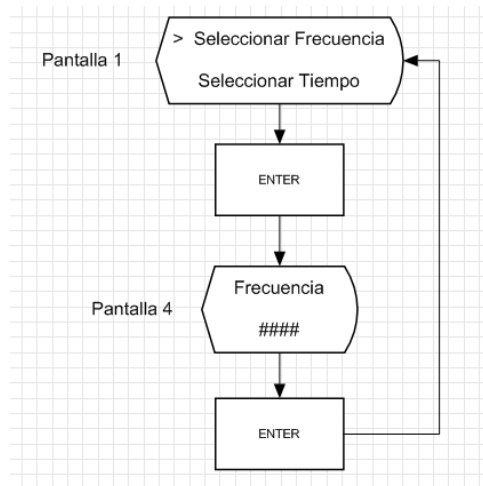 > Seleccionar Frecuencia
Pantalla 1
Seleccionar Tiempo
ENTER
Frecuencia
Pantalla 4
####
ENTER